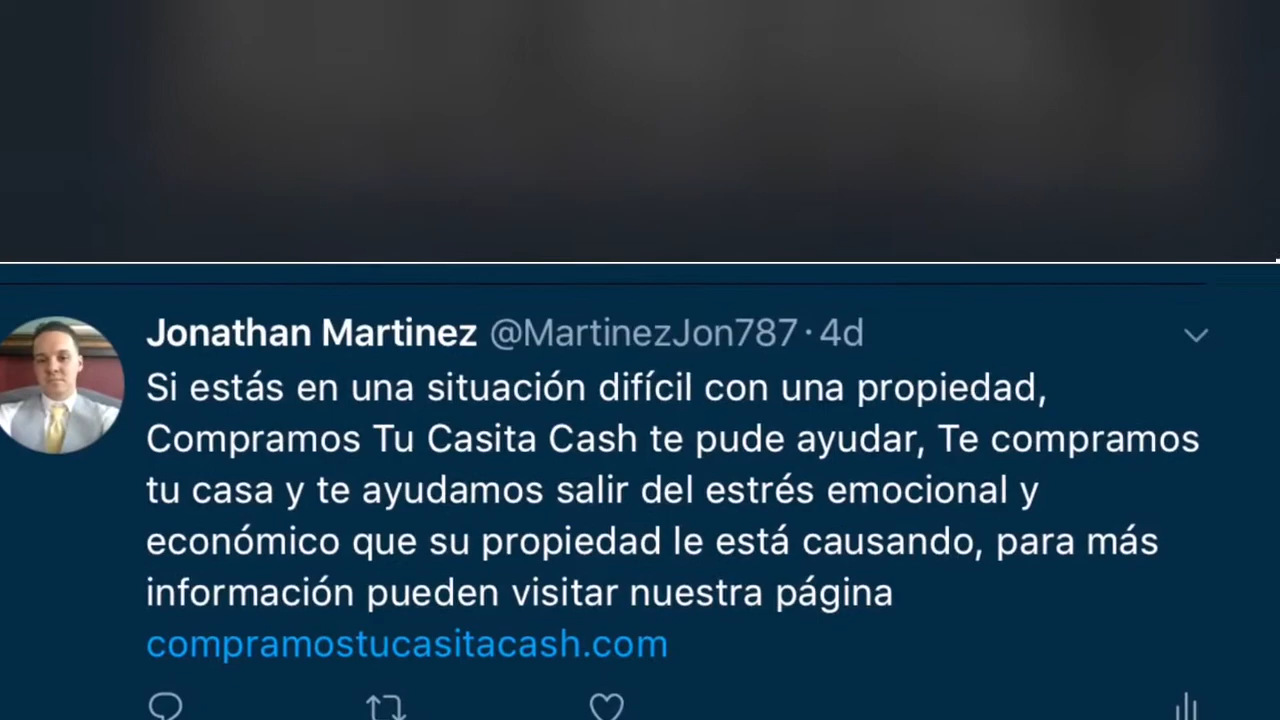 Jonathan Martinez @MartinezJon787 · 4d
Si estás en una situación difícil con una propiedad,
Compramos Tu Casita Cash te pude ayudar, Te compramos
tu casa y te ayudamos salir del estrés emocional y
económico que su propiedad le está causando, para más
información pueden visitar nuestra página
compramostucasitacash.com